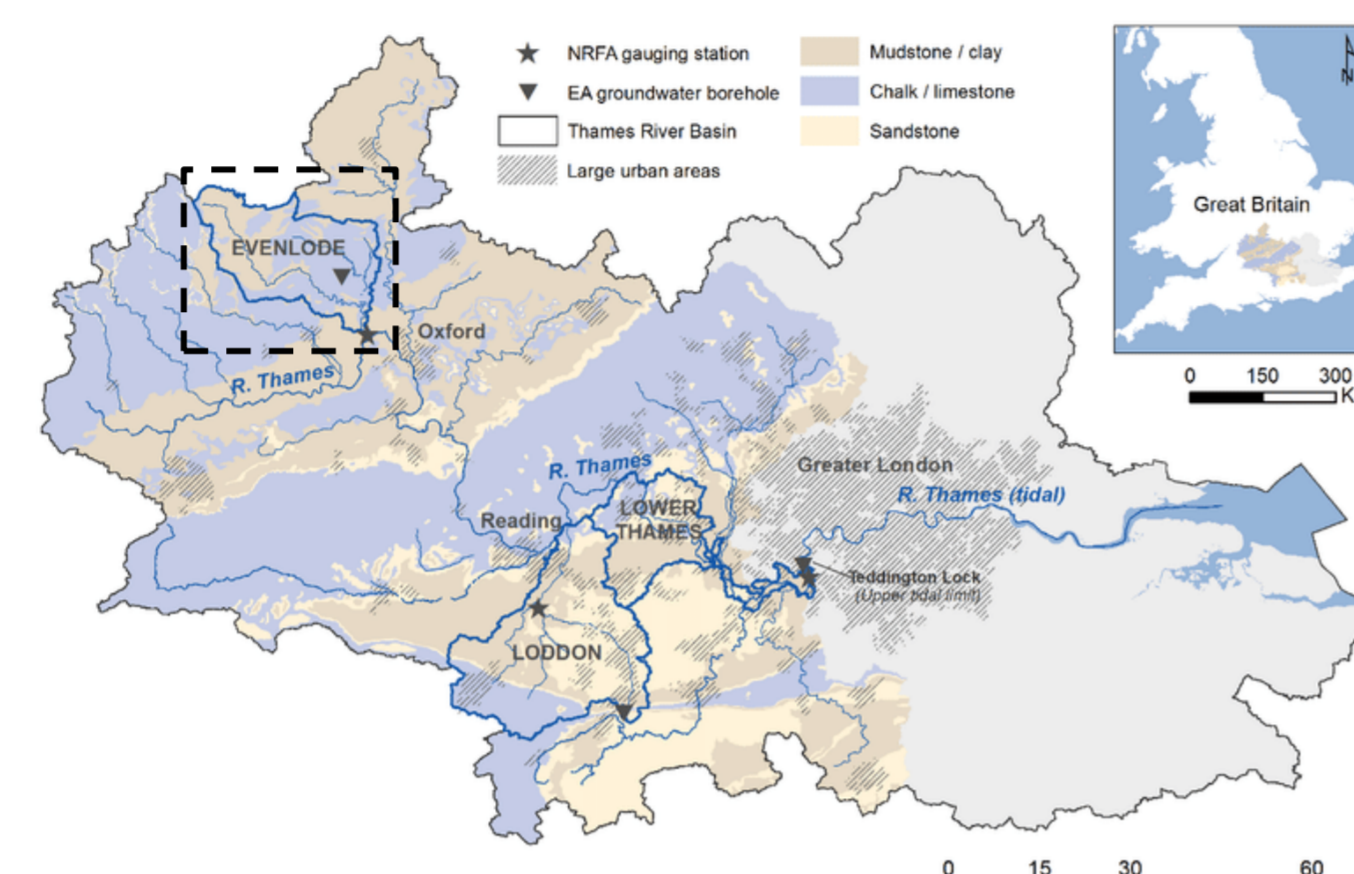 NRFA gauging station
EA groundwater borehole
Thames River Basin
Large urban areas
Mudstone / clay
Chalk / limestone
Sandstone
N
Great Britain
0 150 300
K
EVENLODE
Oxford
R. Thames
R. Thames
Greater London
R. Thames (tidal)
Reading
LOWER
THAMES
Teddington Lock
(Upper tidal limit)
LODDON
0 15 30 60